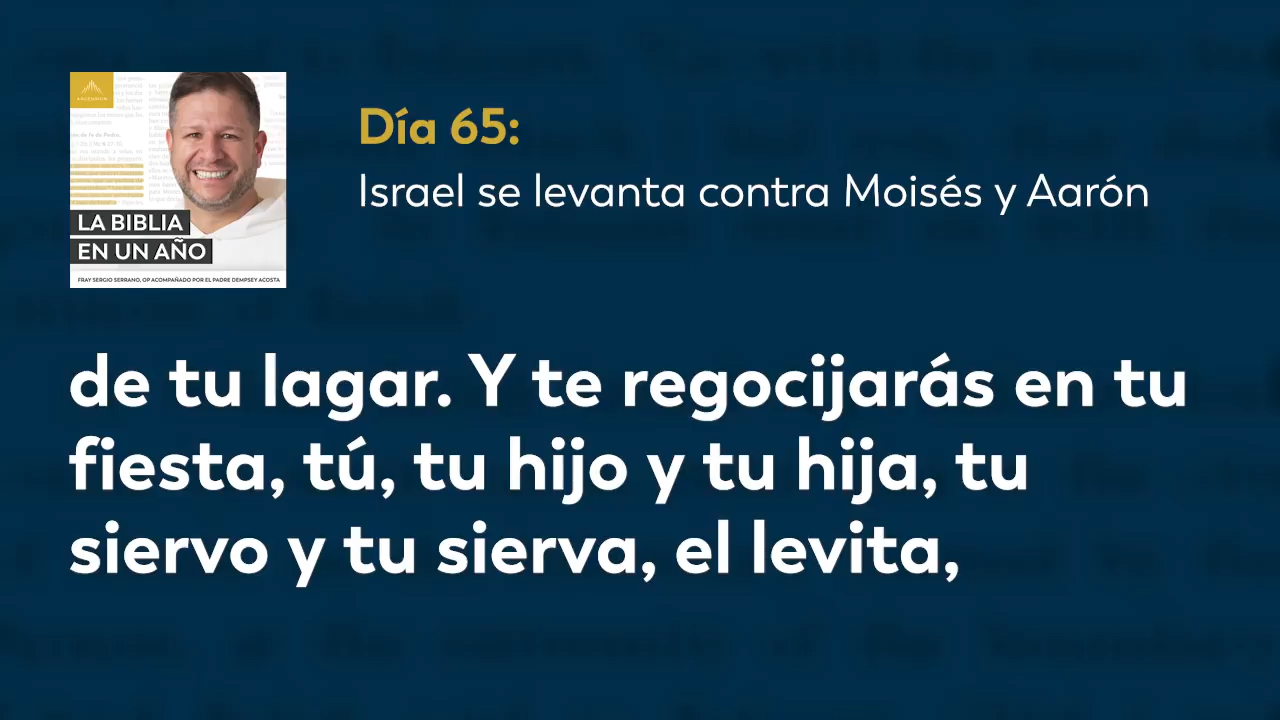 ASCENSION
LA BIBLIA
EN UN AÑO
FRAY SERGIO SERRANO, OP ACOMPAÑADO POR EL PADRE DEMPSEY ACOSTA
Día 65:
Israel se levanta contra Moisés y Aarón
de tu lagar. Y te regocijarás en tu
fiesta, tú, tu hijo y tu hija, tu
siervo y tu sierva, el levita,